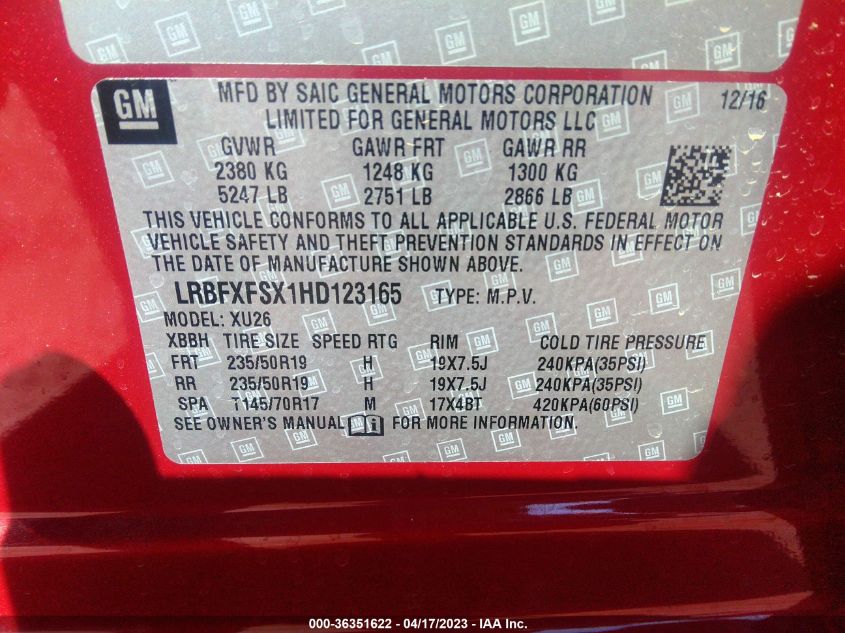 GM
MFD BY SAIC GENERAL MOTORS CORPORATION 12/16
LIMITED FOR GENERAL MOTORS LLC
GVWR GAWR FRT GAWR RR
2380 KG 1248 KG 1300 KG
5247 LB 2751 LB 2866 LB
THIS VEHICLE CONFORMS TO ALL APPLICABLE U.S. FEDERAL MOTOR
VEHICLE SAFETY AND THEFT PREVENTION STANDARDS IN EFFECT ON
THE DATE OF MANUFACTURE SHOWN ABOVE.
LRBFXFSX1HD123165 TYPE: M.P.V.
MODEL: XU26
XBBH TIRE SIZE SPEED RTG RIM COLD TIRE PRESSURE
FRT 235/50R19 H 19X7.5J 240KPA(35PSI)
RR 235/50R19 H 19X7.5J 240KPA(35PSI)
SPA T145/70R17 M 17X4BT 420KPA(60PSI)
SEE OWNER'S MANUAL FOR MORE INFORMATION.
000-36351622 - 04/17/2023 - IAA Inc.